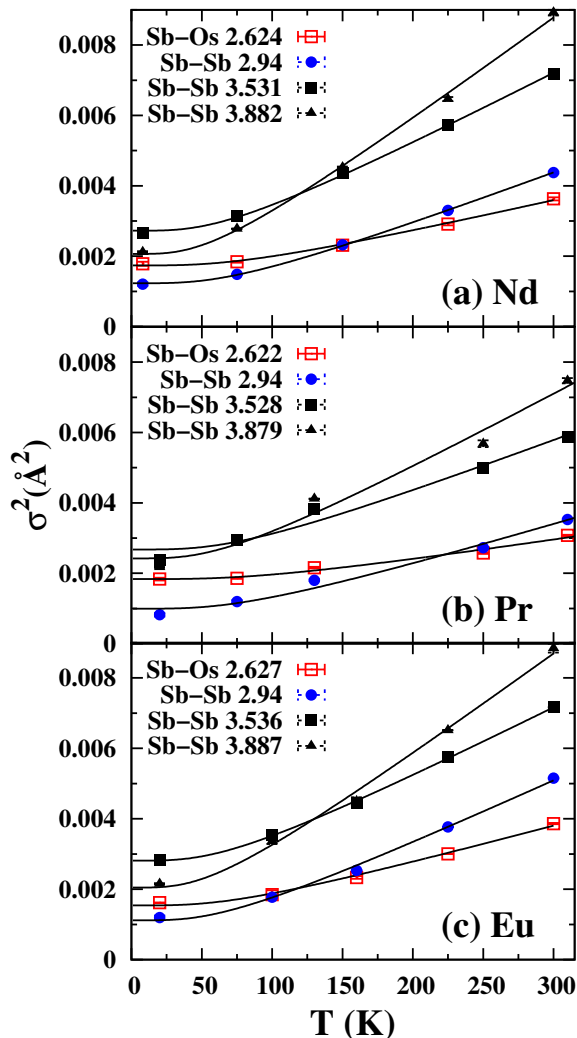 0.008
0.006
0.004
0.002
0
Sb−Os 2.624
Sb−Sb 2.94
Sb−Sb 3.531
Sb−Sb 3.882
(a) Nd
0.008
0.006
0.004
0.002
0
Sb−Os 2.622
Sb−Sb 2.94
Sb−Sb 3.528
Sb−Sb 3.879
(b) Pr
σ²(Å²)
0.008
0.006
0.004
0.002
0
Sb−Os 2.627
Sb−Sb 2.94
Sb−Sb 3.536
Sb−Sb 3.887
(c) Eu
0 50 100 150 200 250 300
T (K)